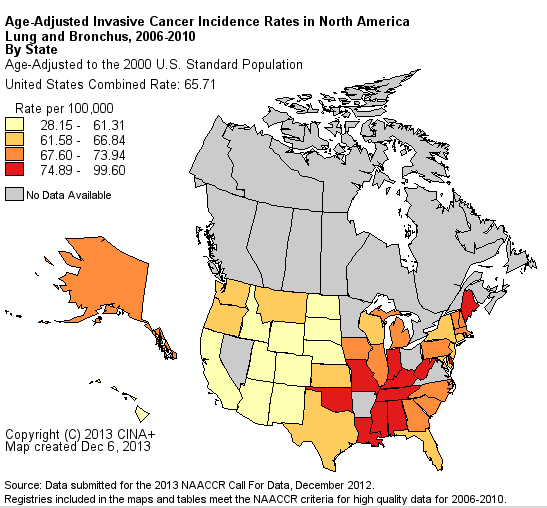 Age-Adjusted Invasive Cancer Incidence Rates in North America
Lung and Bronchus, 2006-2010
By State
Age-Adjusted to the 2000 U.S. Standard Population
United States Combined Rate: 65.71
Rate per 100,000
28.15 - 61.31
61.58 - 66.84
67.60 - 73.94
74.89 - 99.60
No Data Available
Copyright (C) 2013 CINA+
Map created Dec 6, 2013
Source: Data submitted for the 2013 NAACCR Call For Data, December 2012.
Registries included in the maps and tables meet the NAACCR criteria for high quality data for 2006-2010.